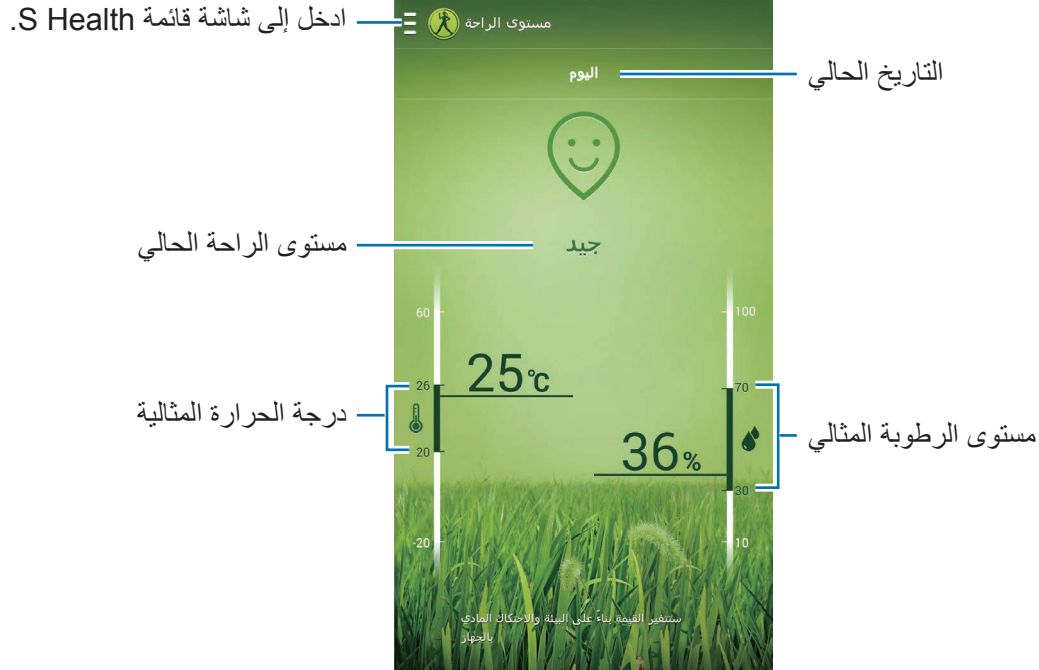 ادخل إلى شاشة قائمة S Health.
مستوى الراحة
اليوم
التاريخ الحالي
جيد
مستوى الراحة الحالي
60
100
25°c
26
70
درجة الحرارة المثالية
مستوى الرطوبة المثالي
36%
20
30
-20
10
ستتغير القيمة بناءً على البيئة والاحتكاك المادي
بالجهاز